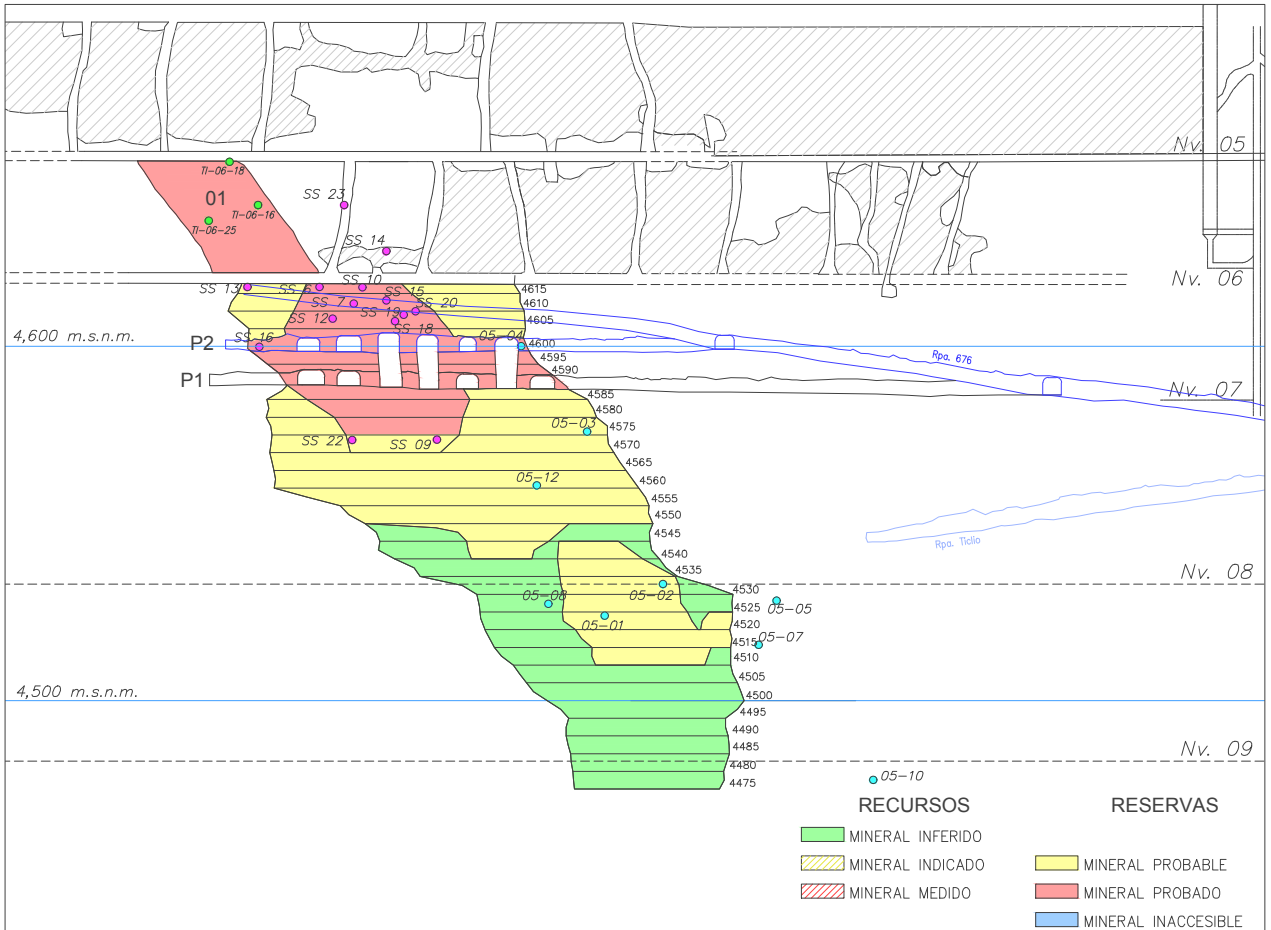 Nv. 05
TI-06-18
01
TI-06-16
TI-06-25
SS 23
SS 14
Nv. 06
SS 13
SS 6
SS 10
SS 15
SS 7
SS 20
SS 19
SS 12
SS 18
SS 16
05-04
4615
4610
4605
4600
4595
4590
4,600 m.s.n.m.
P2
P1
Rpa. 676
Nv. 07
4585
4580
4575
4570
4565
4560
4555
4550
4545
4540
4535
05-03
SS 22
SS 09
05-12
Rpa. Ticlio
Nv. 08
4530
4525
4520
4515
4510
4505
4500
4495
4490
4485
4480
4475
05-08
05-02
05-01
05-05
05-07
4,500 m.s.n.m.
Nv. 09
05-10
RECURSOS
RESERVAS
MINERAL INFERIDO
MINERAL INDICADO
MINERAL PROBABLE
MINERAL MEDIDO
MINERAL PROBADO
MINERAL INACCESIBLE